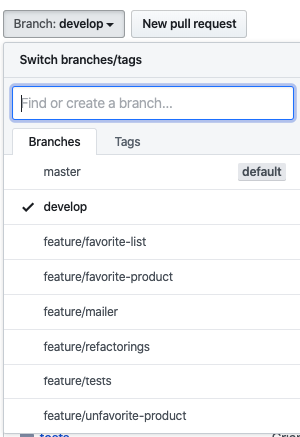 Branch: develop
New pull request
Switch branches/tags
Find or create a branch...
Branches
Tags
master
default
develop
feature/favorite-list
feature/favorite-product
feature/mailer
feature/refactorings
feature/tests
feature/unfavorite-product